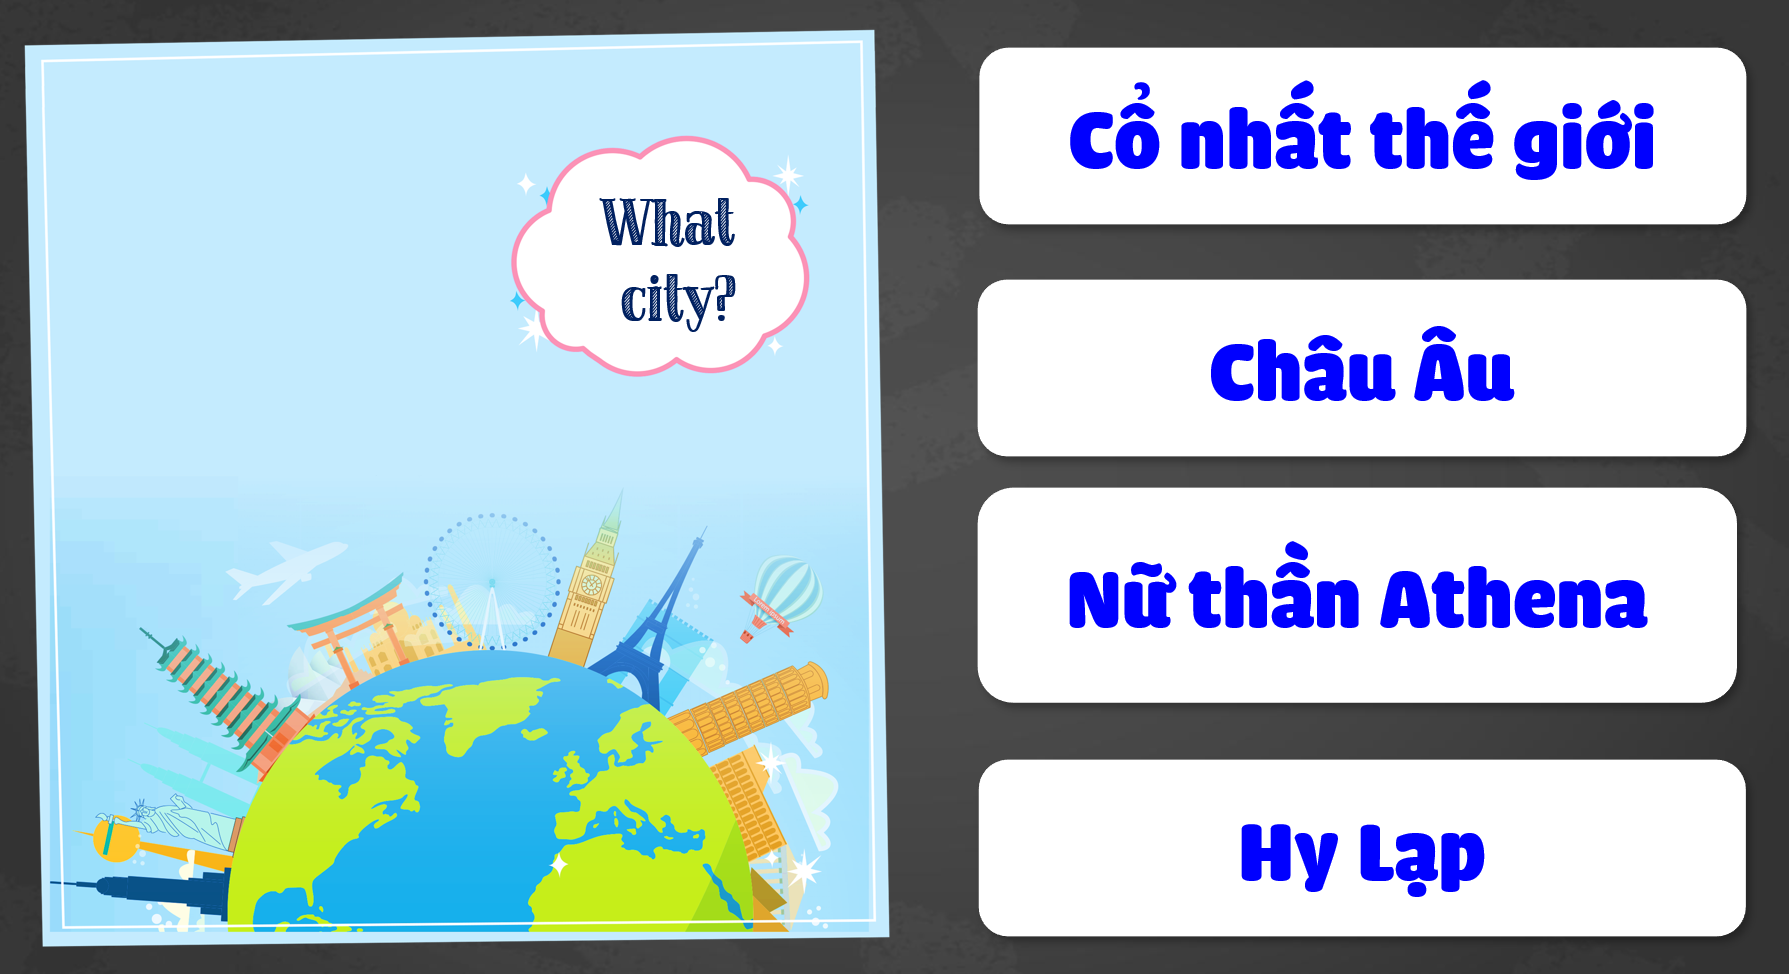 What
city?
Cổ nhất thế giới
Châu Âu
Nữ thần Athena
Hy Lạp